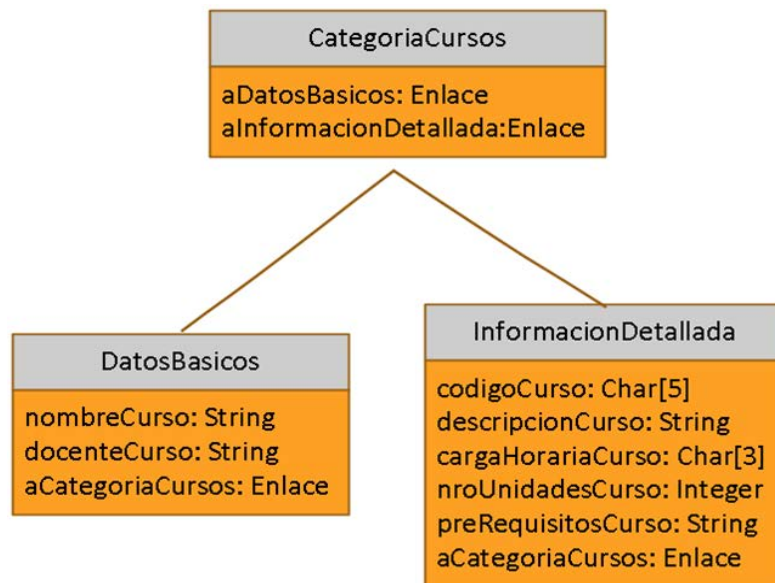 CategoriaCursos
aDatosBasicos: Enlace
aInformacionDetallada:Enlace
DatosBasicos
nombreCurso: String
docenteCurso: String
aCategoriaCursos: Enlace
InformacionDetallada
codigoCurso: Char[5]
descripcionCurso: String
cargaHorariaCurso: Char[3]
nroUnidadesCurso: Integer
preRequisitosCurso: String
aCategoriaCursos: Enlace